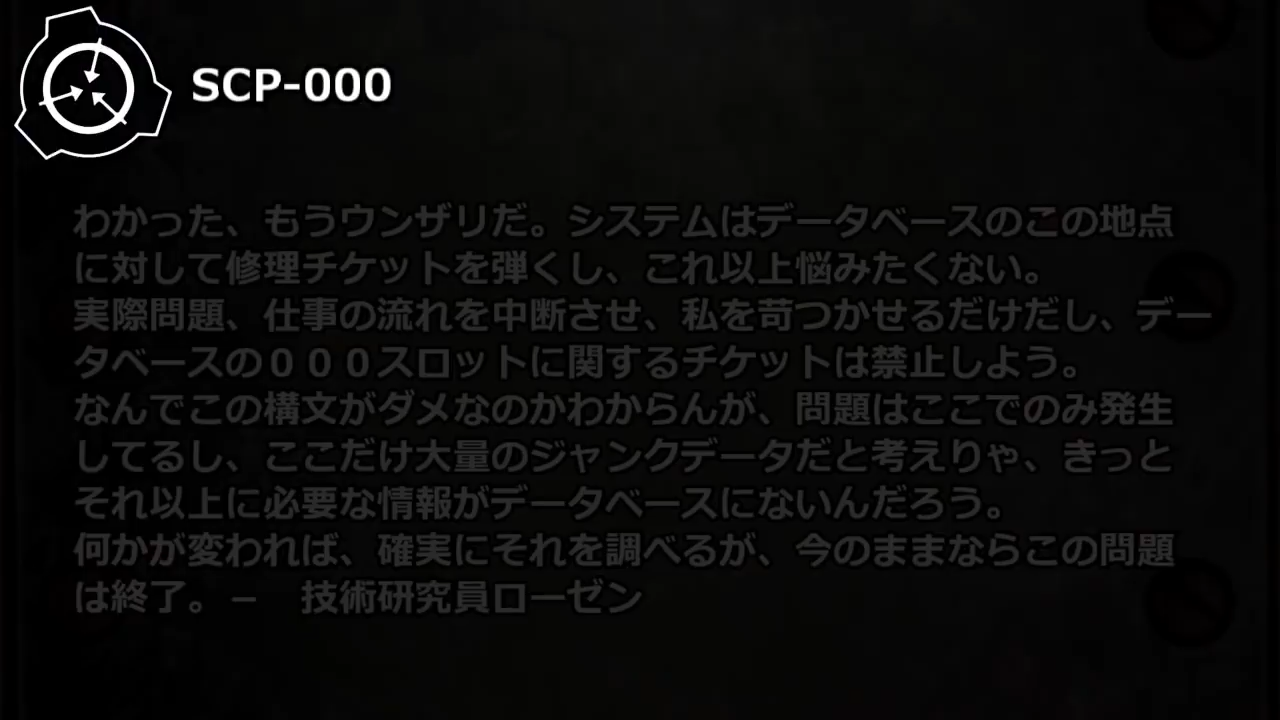 SCP-000
わかった、もうウンザリだ。システムはデータベースのこの地点
に対して修理チケットを弾くし、これ以上悩みたくない。
実際問題、仕事の流れを中断させ、私を苛つかせるだけだし、デー
タベースの０００スロットに関するチケットは禁止しよう。
なんでこの構文がダメなのかわからんが、問題はここでのみ発生
してるし、ここだけ大量のジャンクデータだと考えりゃ、きっと
それ以上に必要な情報がデータベースにないんだろう。
何かが変われば、確実にそれを調べるが、今のままならこの問題
は終了。－　技術研究員ローゼン